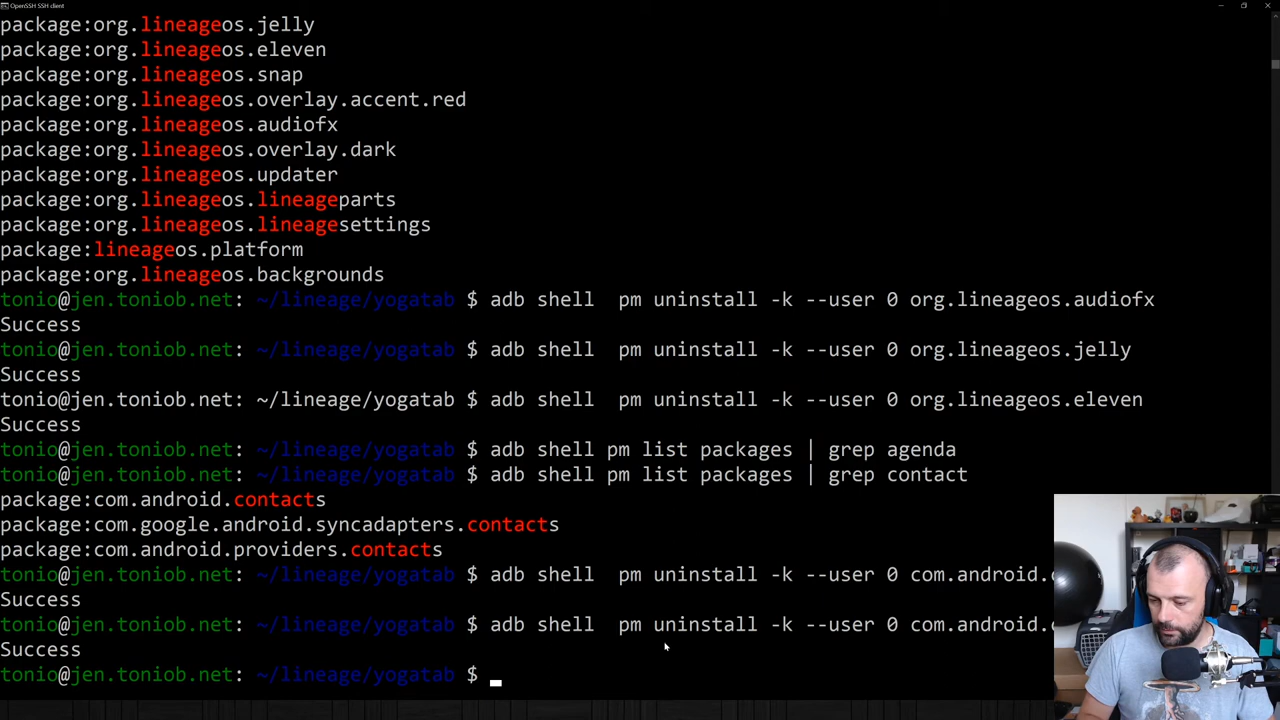 OpenSSH SSH client
package:org.lineageos.jelly
package:org.lineageos.eleven
package:org.lineageos.snap
package:org.lineageos.overlay.accent.red
package:org.lineageos.audiofx
package:org.lineageos.overlay.dark
package:org.lineageos.updater
package:org.lineageos.lineageparts
package:org.lineageos.lineagesettings
package:lineageos.platform
package:org.lineageos.backgrounds
tonio@jen.toniob.net: ~/lineage/yogatab $ adb shell  pm uninstall -k --user 0 org.lineageos.audiofx
Success
tonio@jen.toniob.net: ~/lineage/yogatab $ adb shell  pm uninstall -k --user 0 org.lineageos.jelly
Success
tonio@jen.toniob.net: ~/lineage/yogatab $ adb shell  pm uninstall -k --user 0 org.lineageos.eleven
Success
tonio@jen.toniob.net: ~/lineage/yogatab $ adb shell pm list packages | grep agenda
tonio@jen.toniob.net: ~/lineage/yogatab $ adb shell pm list packages | grep contact
package:com.android.contacts
package:com.google.android.syncadapters.contacts
package:com.android.providers.contacts
tonio@jen.toniob.net: ~/lineage/yogatab $ adb shell  pm uninstall -k --user 0 com.android.
Success
tonio@jen.toniob.net: ~/lineage/yogatab $ adb shell  pm uninstall -k --user 0 com.android.
Success
tonio@jen.toniob.net: ~/lineage/yogatab $